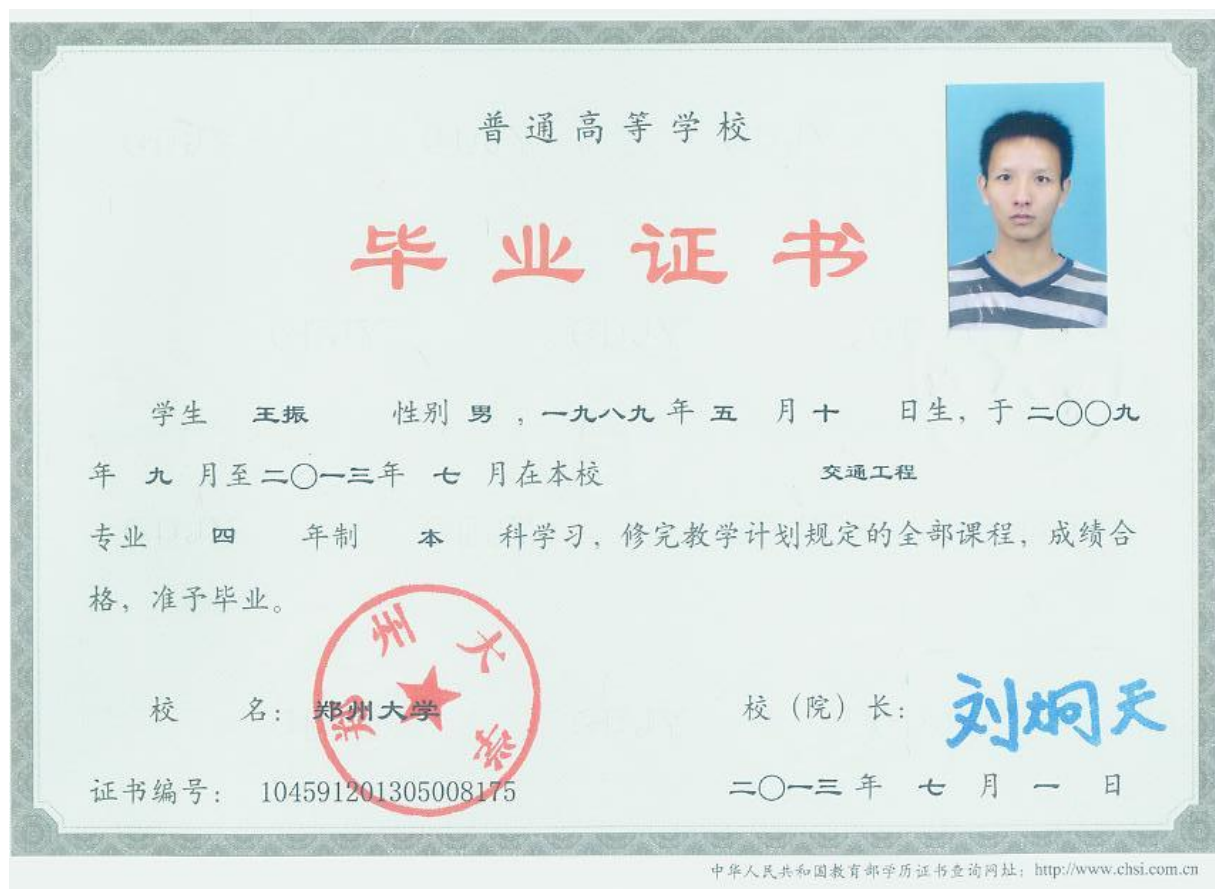 普通高等学校
毕业证书
学生 王振 性别 男 ，一九八九 年 五 月 十 日生，于 二〇〇九
年 九 月至 二〇一三年 七 月在本校 交通工程
专业 四 年制 本 科学习，修完教学计划规定的全部课程，成绩合
格，准予毕业。
郑州大学
校 名：郑州大学 校（院）长：刘炯天
证书编号： 104591201305008175 二〇一三 年 七 月 一 日
中华人民共和国教育部学历证书查询网址：http://www.chsi.com.cn